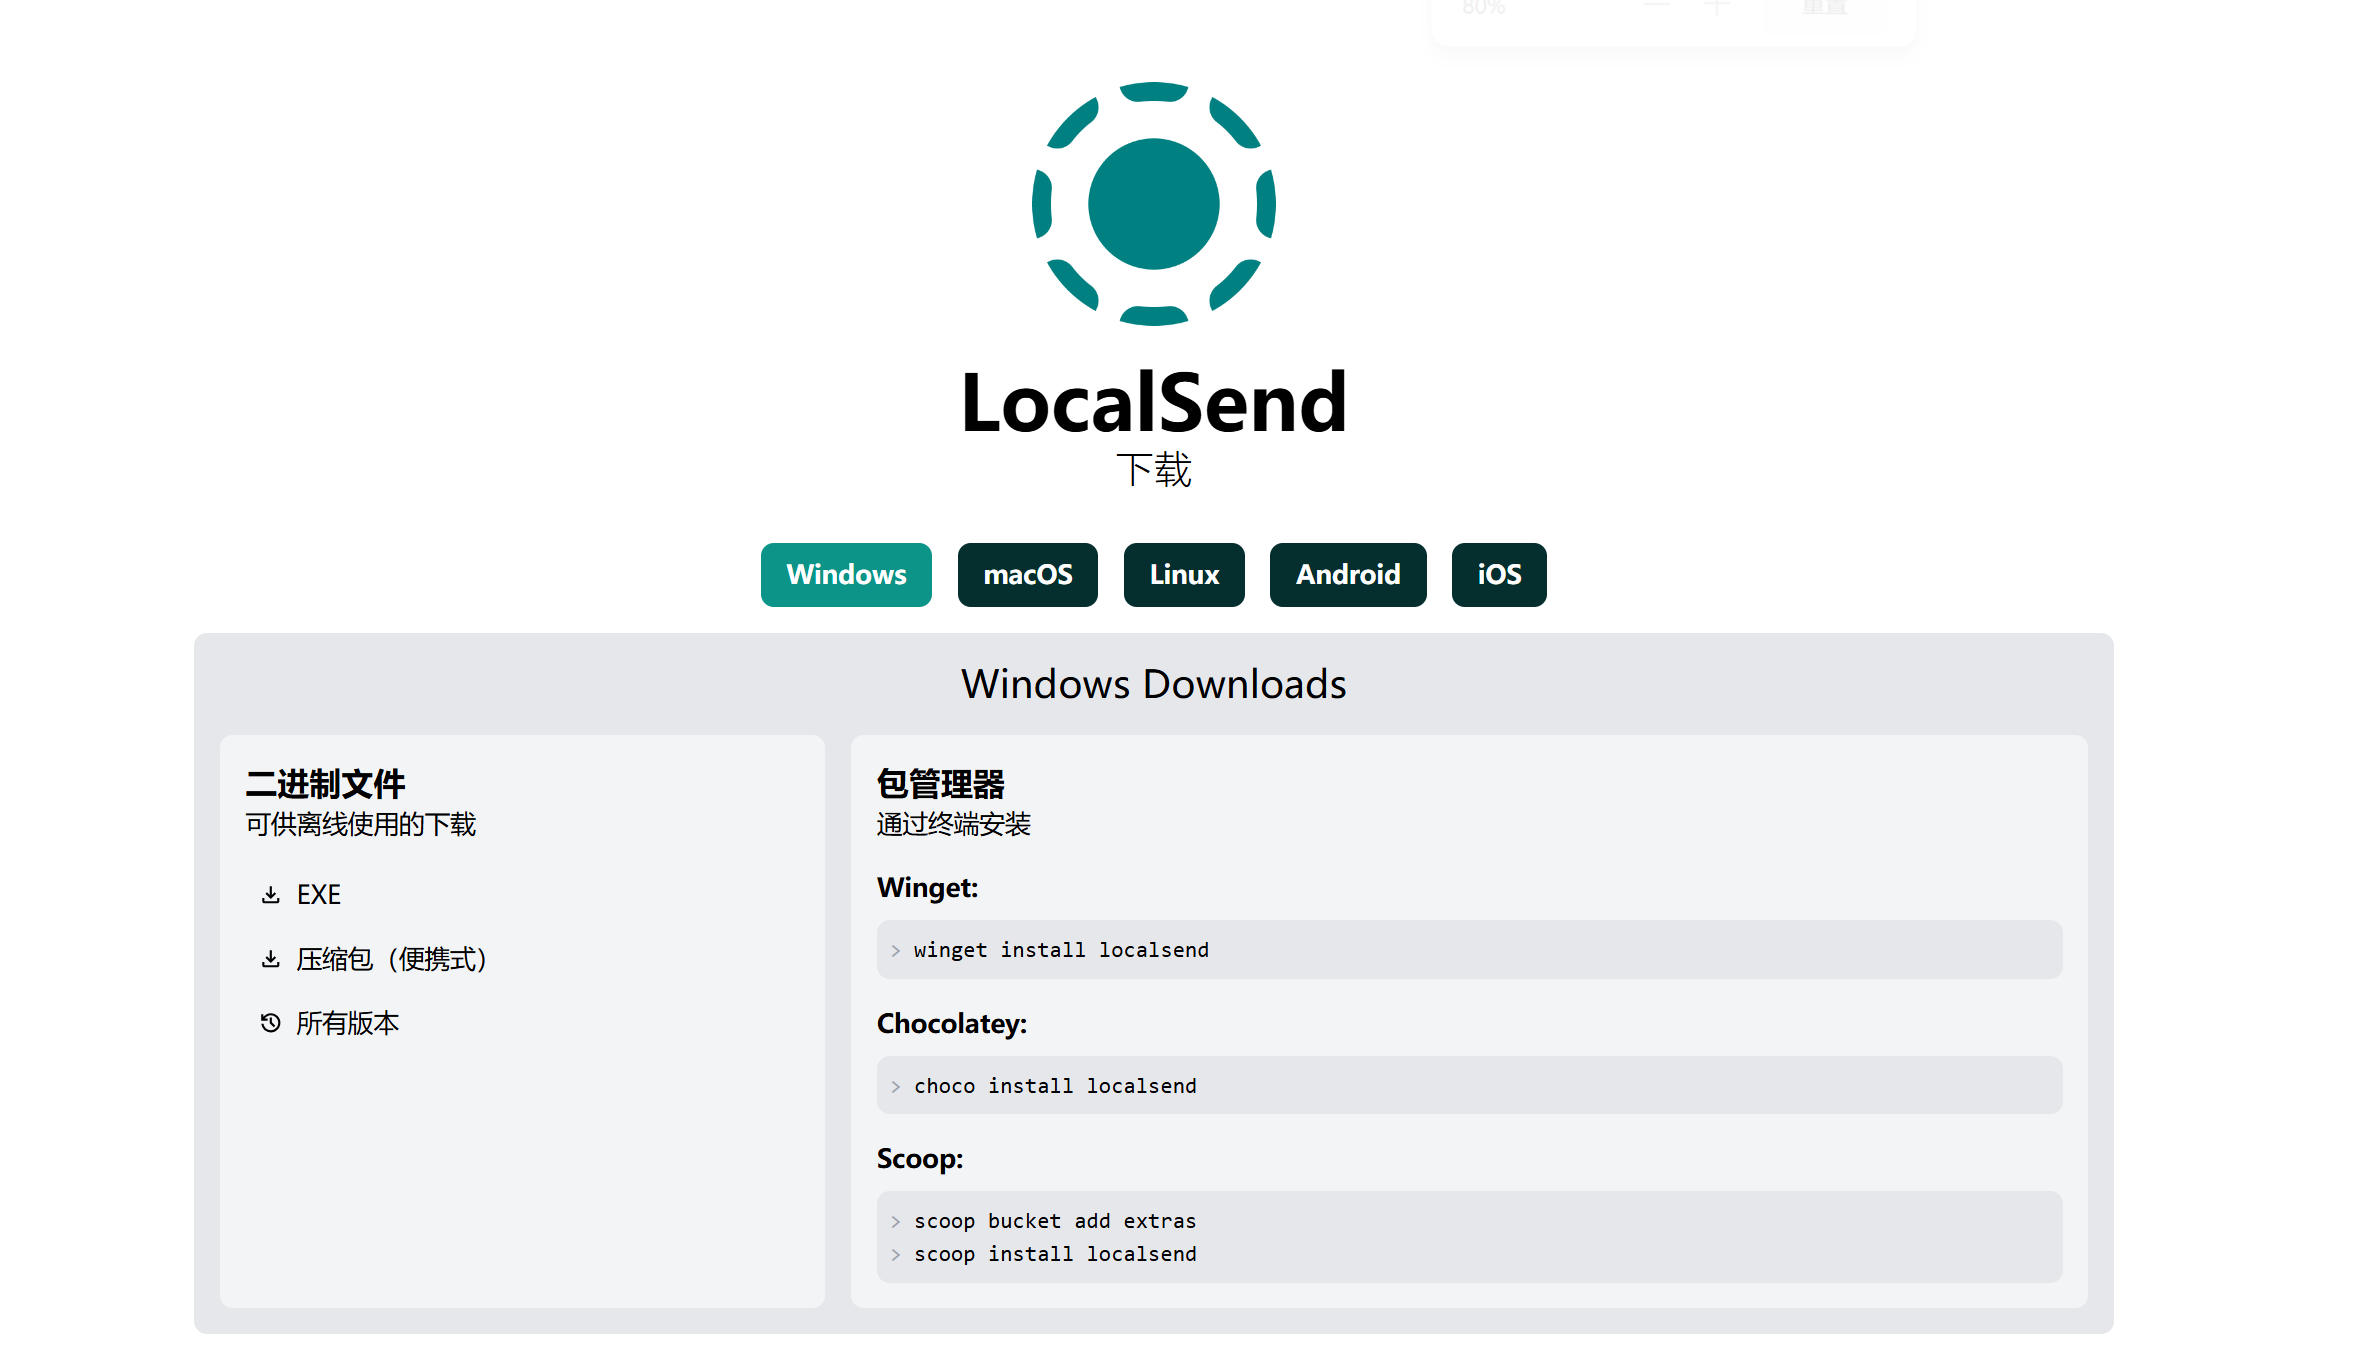 80%
重置
LocalSend
下载
Windows
macOS
Linux
Android
iOS
Windows Downloads
二进制文件
可供离线使用的下载
EXE
压缩包（便携式）
所有版本
包管理器
通过终端安装
Winget:
> winget install localsend
Chocolatey:
> choco install localsend
Scoop:
> scoop bucket add extras
> scoop install localsend